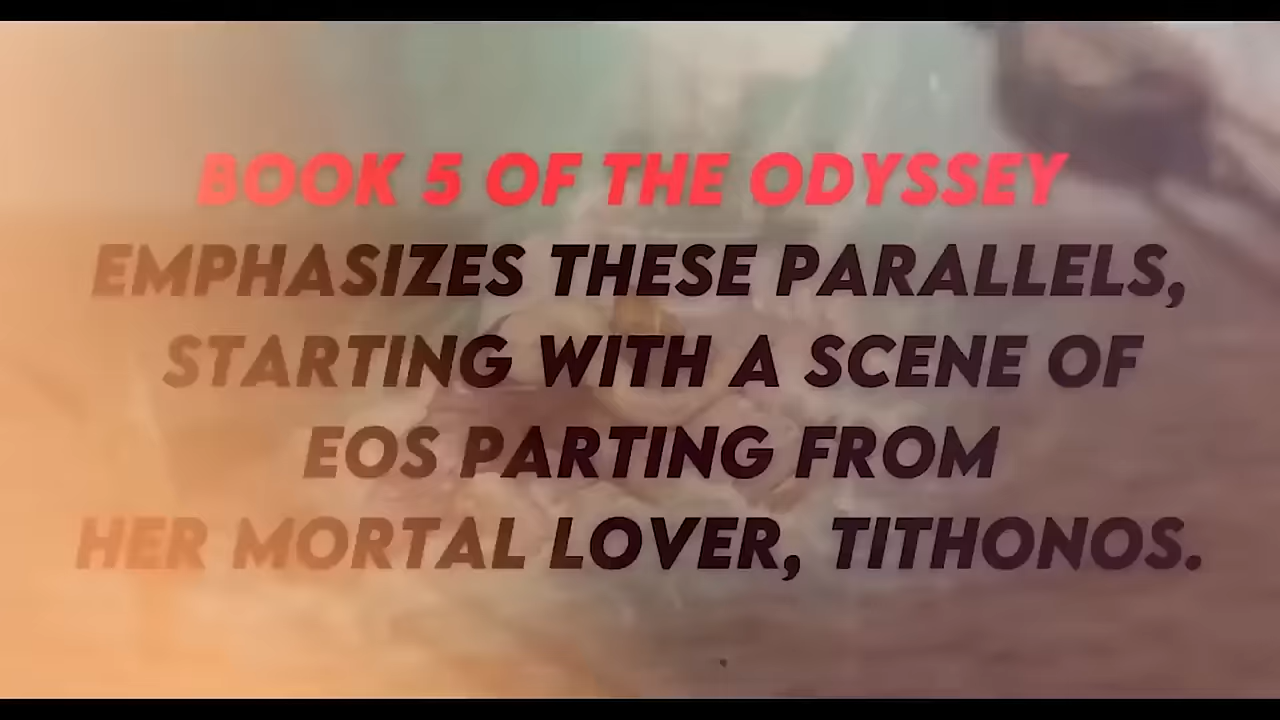 BOOK 5 OF THE ODYSSEY
EMPHASIZES THESE PARALLELS,
STARTING WITH A SCENE OF
EOS PARTING FROM
HER MORTAL LOVER, TITHONOS.